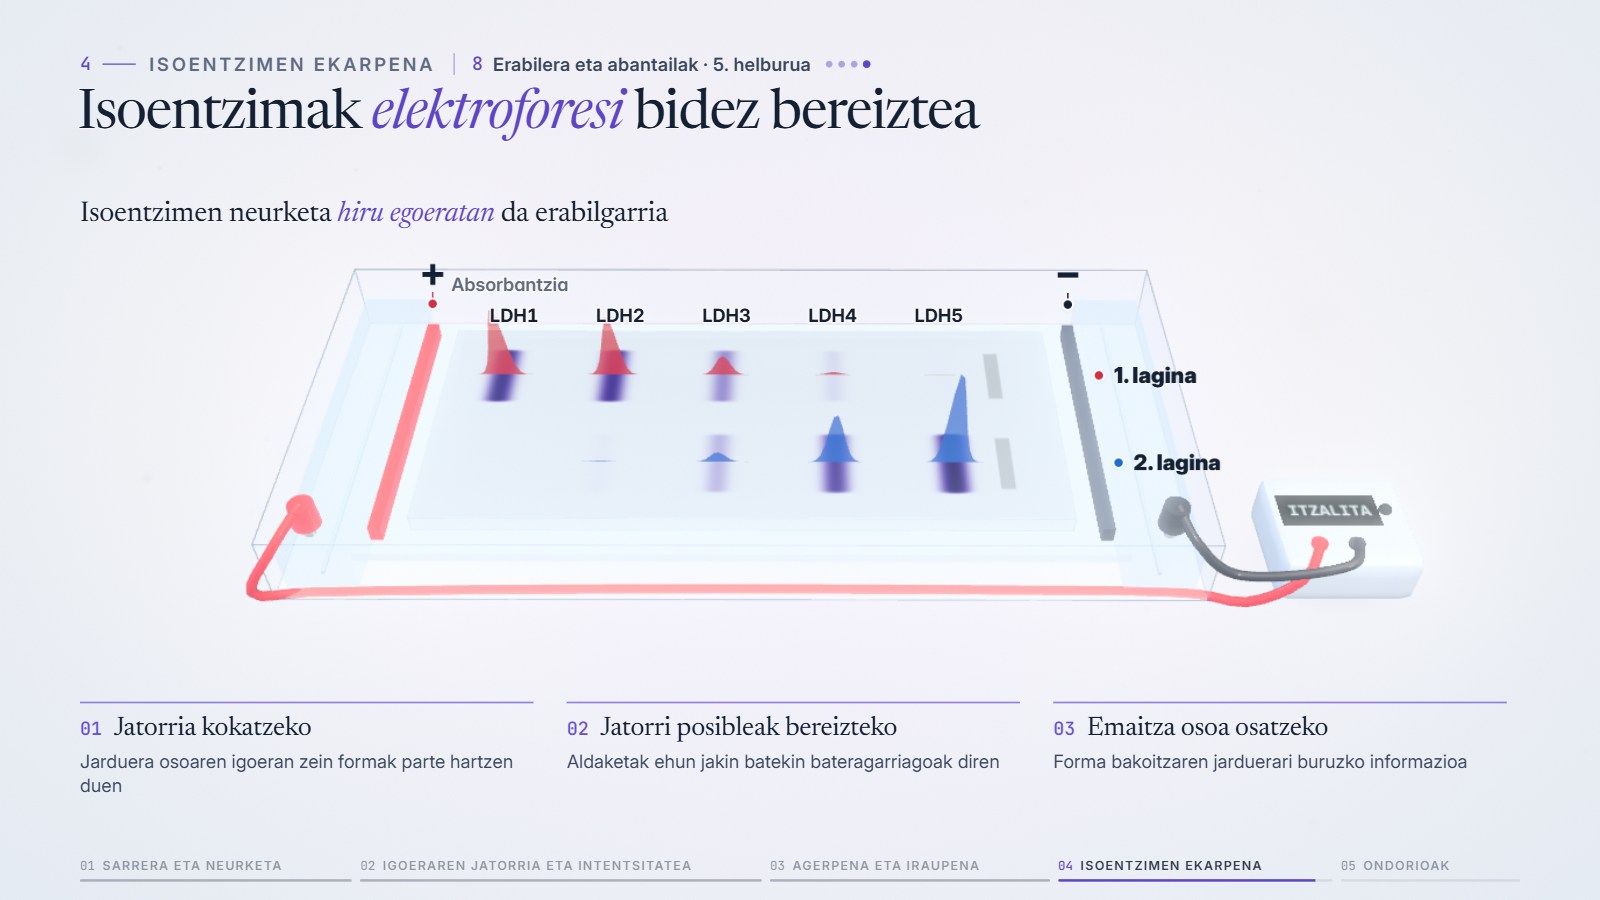 4 — ISOENTZIMEN EKARPENA | 8 Erabilera eta abantailak · 5. helburua
Isoentzimak elektroforesi bidez bereiztea
Isoentzimen neurketa hiru egoeratan da erabilgarria
+ −
Absorbantzia
LDH1 LDH2 LDH3 LDH4 LDH5
1. lagina
2. lagina
ITZALITA
01 Jatorria kokatzeko
Jarduera osoaren igoeran zein formak parte hartzen
duen
02 Jatorri posibleak bereizteko
Aldaketak ehun jakin batekin bateragarriagoak diren
03 Emaitza osoa osatzeko
Forma bakoitzaren jarduerari buruzko informazioa
01 SARRERA ETA NEURKETA 02 IGOERAREN JATORRIA ETA INTENTSITATEA 03 AGERPENA ETA IRAUPENA 04 ISOENTZIMEN EKARPENA 05 ONDORIOAK